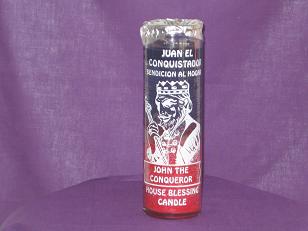 JUAN EL
CONQUISTADOR
BENDICION AL HOGAR
JOHN THE
CONQUEROR
HOUSE BLESSING
CANDLE